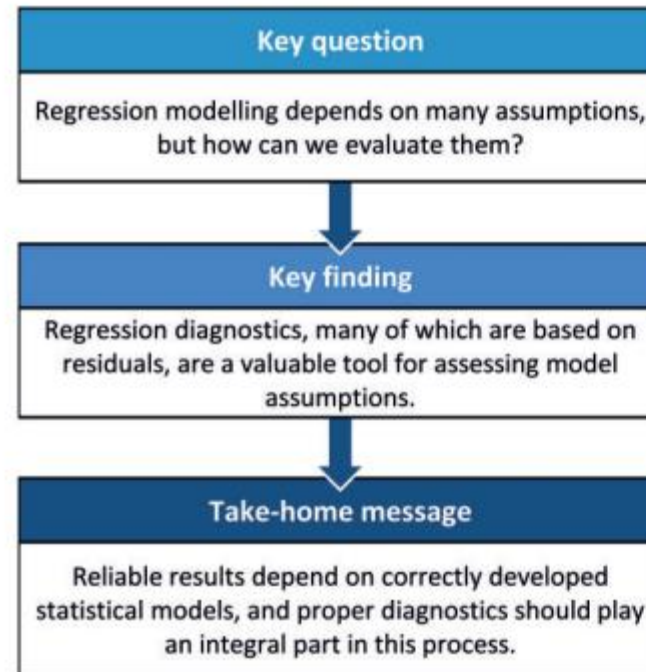 Key question
Regression modelling depends on many assumptions,
but how can we evaluate them?
Key finding
Regression diagnostics, many of which are based on
residuals, are a valuable tool for assessing model
assumptions.
Take-home message
Reliable results depend on correctly developed
statistical models, and proper diagnostics should play
an integral part in this process.